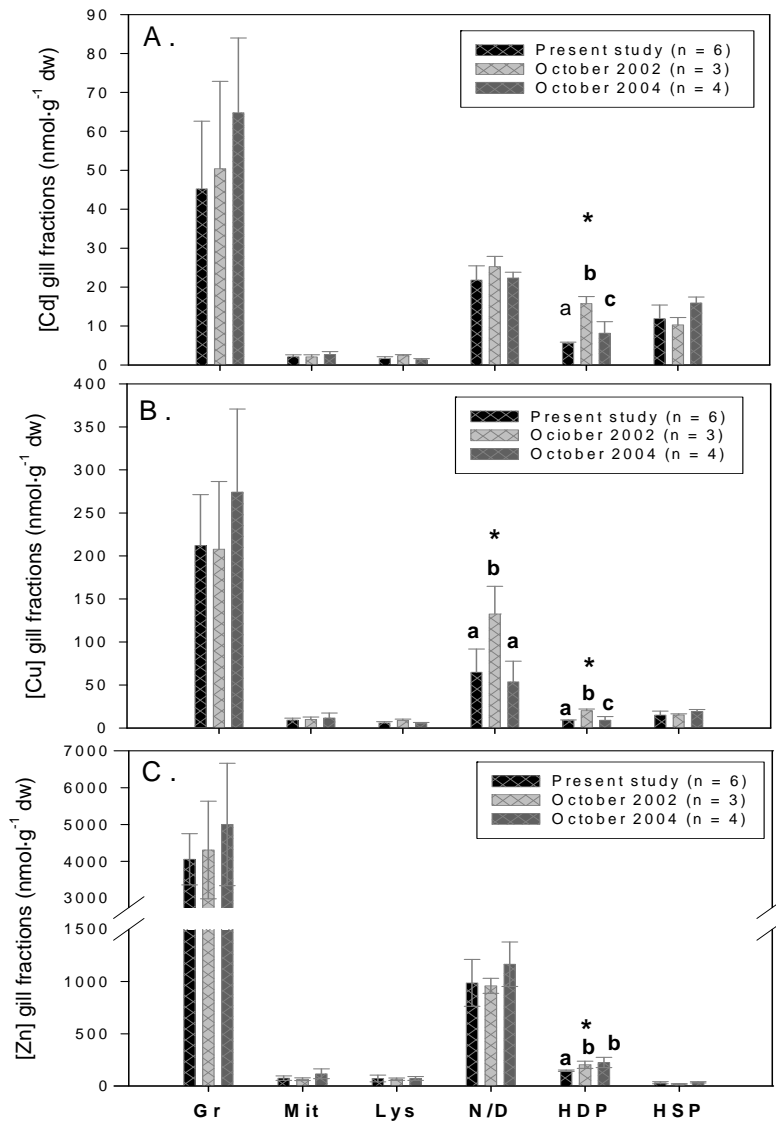 A .
Present study (n = 6)
October 2002 (n = 3)
October 2004 (n = 4)
[Cd] gill fractions (nmol·g⁻¹ dw)
90
80
70
60
50
40
30
20
10
0
*
a
b
c
B .
Present study (n = 6)
Ociober 2002 (n = 3)
October 2004 (n = 4)
[Cu] gill fractions (nmol·g⁻¹ dw)
400
350
300
250
200
150
100
50
0
*
a
b
a
*
a
b
c
C .
Present study (n = 6)
October 2002 (n = 3)
October 2004 (n = 4)
[Zn] gill fractions (nmol·g⁻¹ dw)
7000
6000
5000
4000
3000
1500
1000
500
0
*
a
b
b
Gr Mit Lys N/D HDP HSP